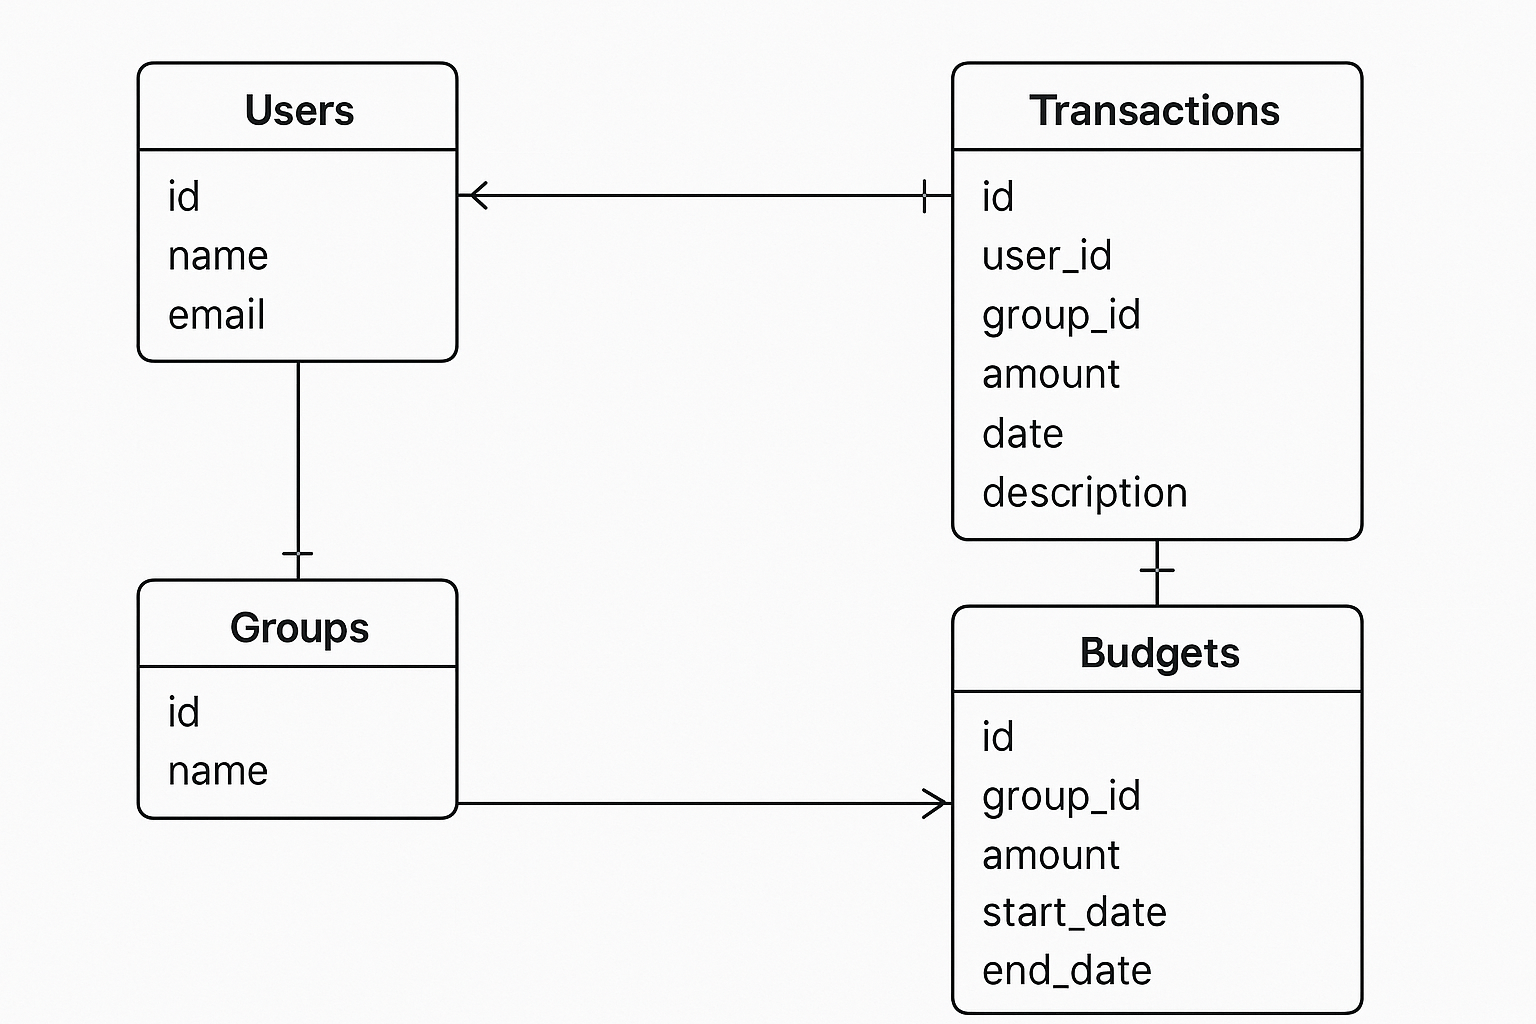 Users
id
name
email
Transactions
id
user_id
group_id
amount
date
description
Groups
id
name
Budgets
id
group_id
amount
start_date
end_date